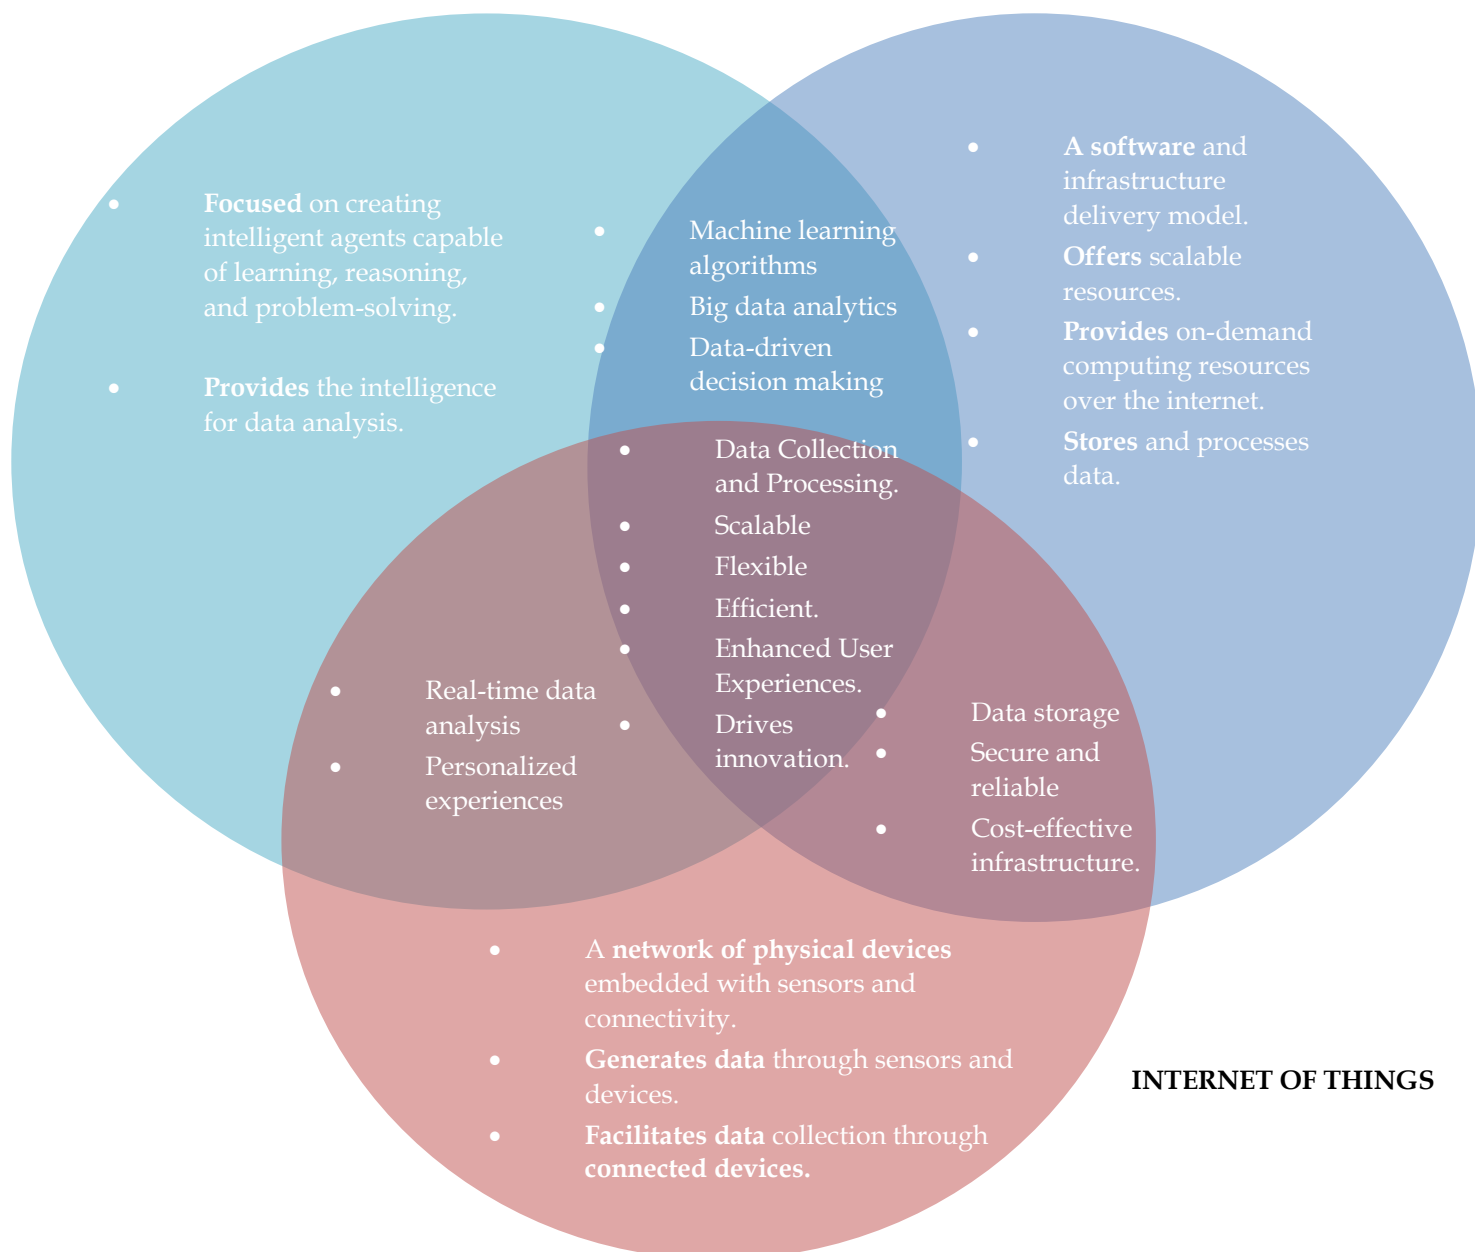 • Focused on creating
intelligent agents capable
of learning, reasoning,
and problem-solving.
• Provides the intelligence
for data analysis.
• Machine learning
algorithms
• Big data analytics
• Data-driven
decision making
• A software and
infrastructure
delivery model.
• Offers scalable
resources.
• Provides on-demand
computing resources
over the internet.
• Stores and processes
data.
• Data Collection
and Processing.
• Scalable
• Flexible
• Efficient.
• Enhanced User
Experiences.
• Drives
innovation.
• Real-time data
analysis
• Personalized
experiences
• Data storage
• Secure and
reliable
• Cost-effective
infrastructure.
• A network of physical devices
embedded with sensors and
connectivity.
• Generates data through sensors and
devices.
• Facilitates data collection through
connected devices.
INTERNET OF THINGS